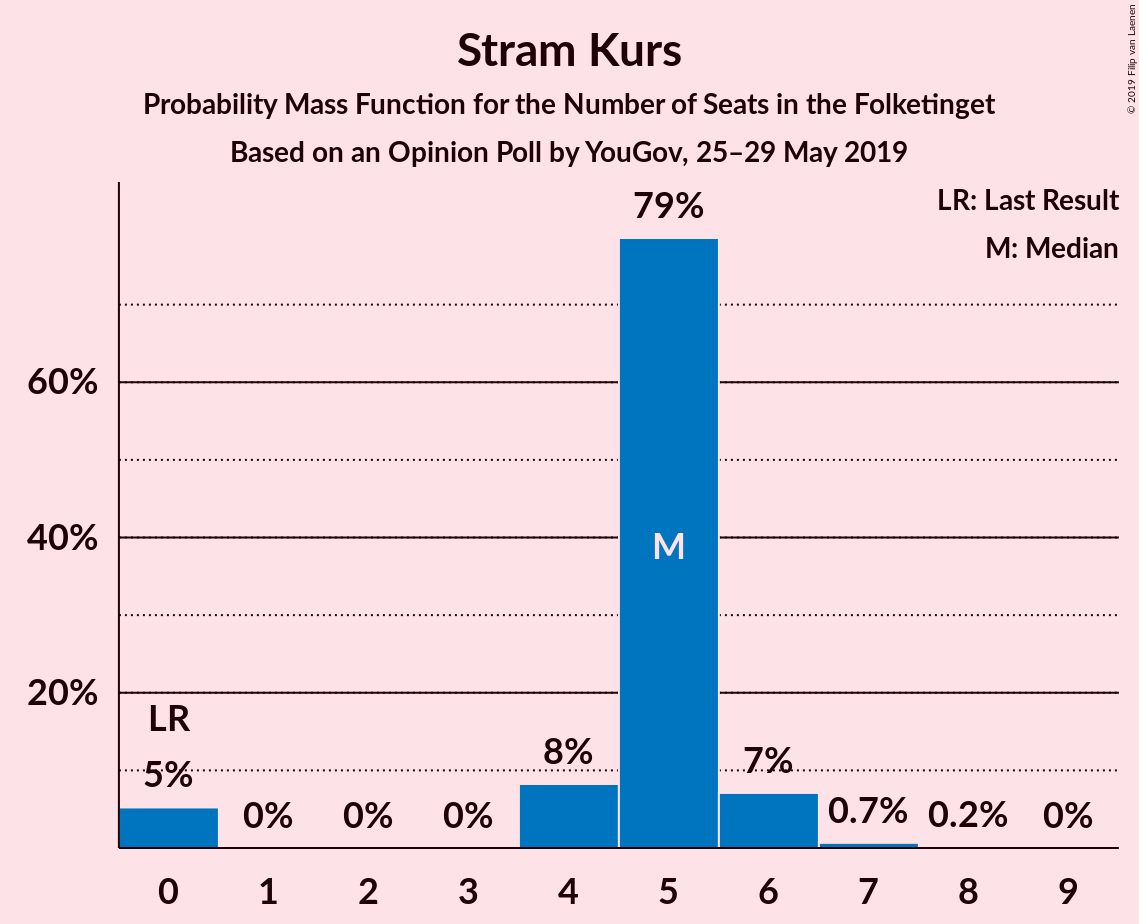 Stram Kurs
Probability Mass Function for the Number of Seats in the Folketinget
Based on an Opinion Poll by YouGov, 25–29 May 2019
© 2019 Filip van Laenen
LR: Last Result
M: Median
79%
60%
40%
M
20%
LR
5%
0%
0%
0%
8%
7%
0.7%
0.2%
0%
0 1 2 3 4 5 6 7 8 9